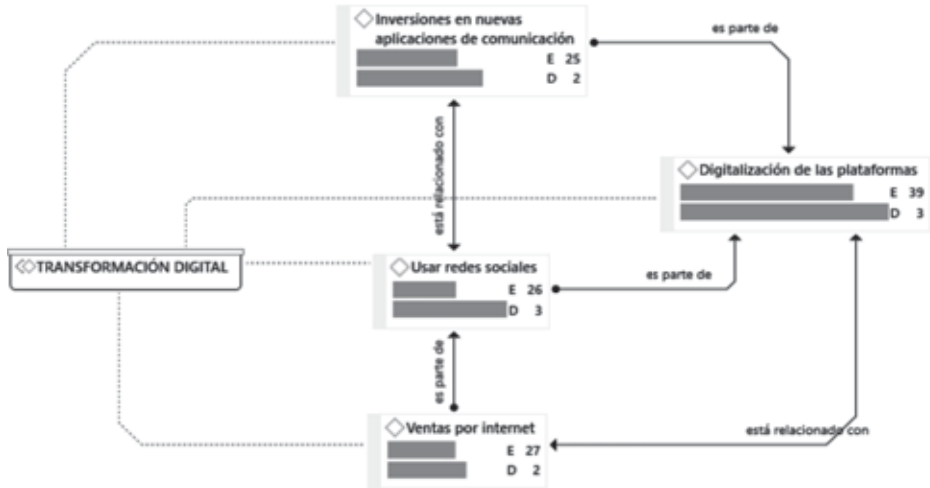 Inversiones en nuevas
aplicaciones de comunicación
E 25
D 2
es parte de
está relacionado con
Digitalización de las plataformas
E 39
D 3
TRANSFORMACIÓN DIGITAL
Usar redes sociales
E 26
D 3
es parte de
es parte de
Ventas por internet
E 27
D 2
está relacionado con